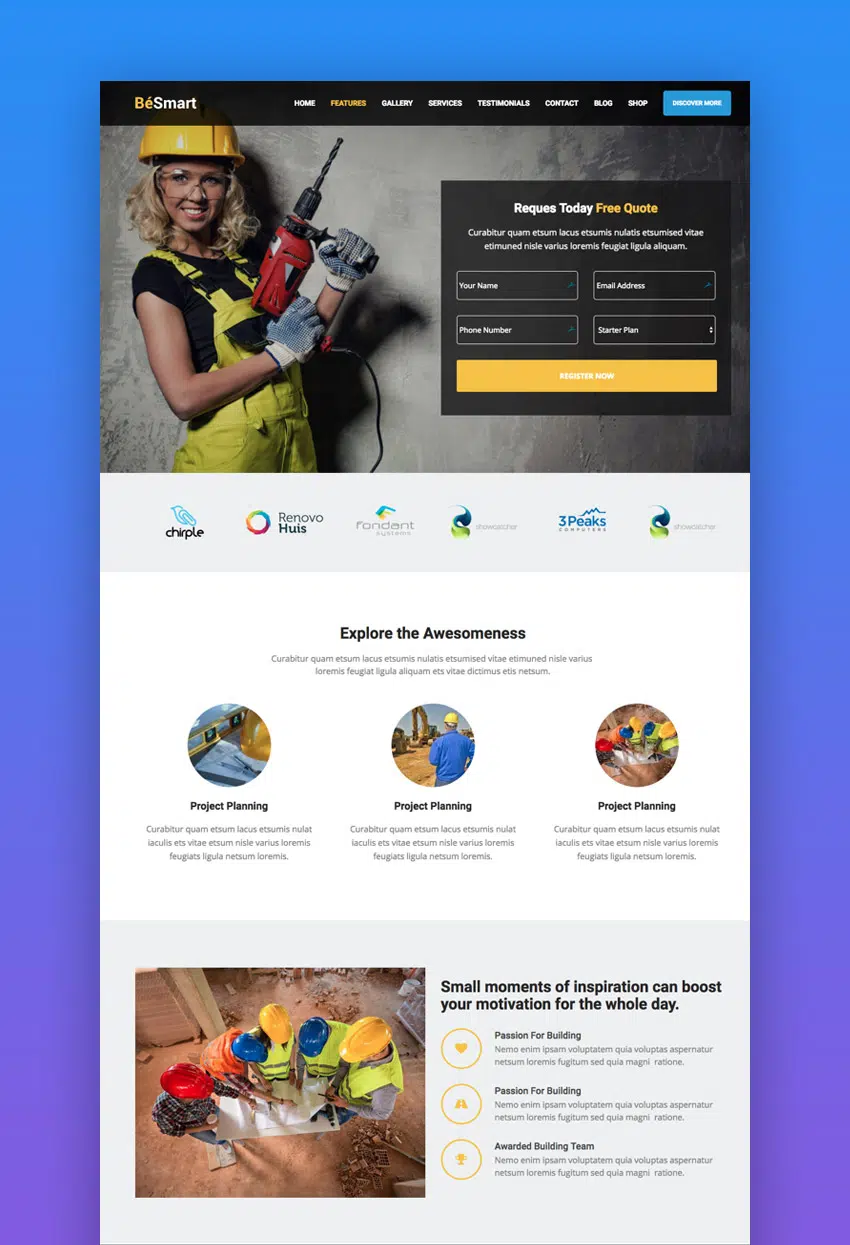 BéSmart
HOME FEATURES GALLERY SERVICES TESTIMONIALS CONTACT BLOG SHOP DISCOVER MORE
Reques Today Free Quote
Curabitur quam etsum lacus etsumis nulatis etsumised vitae
etimuned nisle varius loremis feugiat ligula aliquam.
Your Name Email Address
Phone Number Starter Plan
REGISTER NOW
chirple
Renovo
Huis
fondant
systems
showcatcher
3Peaks
COMPUTERS
showcatcher
Explore the Awesomeness
Curabitur quam etsum lacus etsumis nulatis etsumised vitae etimuned nisle varius
loremis feugiat ligula aliquam ets vitae dictimus etis netsum.
Project Planning
Curabitur quam etsum lacus etsumis nulat
iaculis ets vitae etsum nisle varius loremis
feugiats ligula netsum loremis.
Project Planning
Curabitur quam etsum lacus etsumis nulat
iaculis ets vitae etsum nisle varius loremis
feugiats ligula netsum loremis.
Project Planning
Curabitur quam etsum lacus etsumis nulat
iaculis ets vitae etsum nisle varius loremis
feugiats ligula netsum loremis.
Small moments of inspiration can boost
your motivation for the whole day.
Passion For Building
Nemo enim ipsam voluptatem quia voluptas aspernatur
netsum loremis fugitum sed quia magni ratione.
Passion For Building
Nemo enim ipsam voluptatem quia voluptas aspernatur
netsum loremis fugitum sed quia magni ratione.
Awarded Building Team
Nemo enim ipsam voluptatem quia voluptas aspernatur
netsum loremis fugitum sed quia magni ratione.